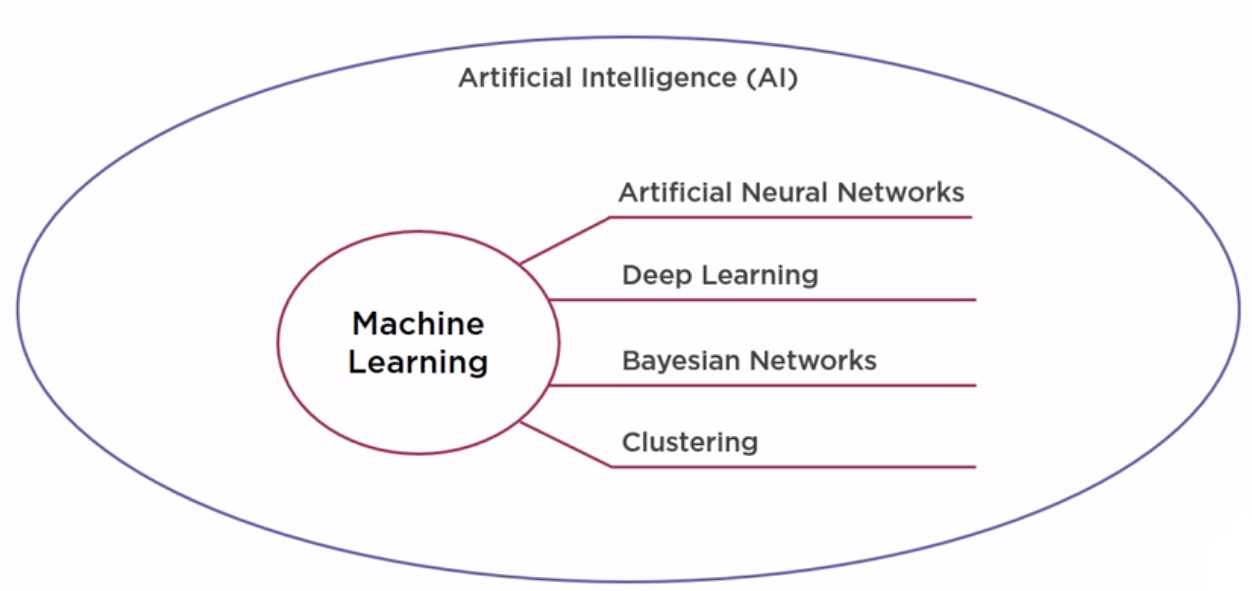 Artificial Intelligence (AI)
Artificial Neural Networks
Deep Learning
Machine
Learning
Bayesian Networks
Clustering